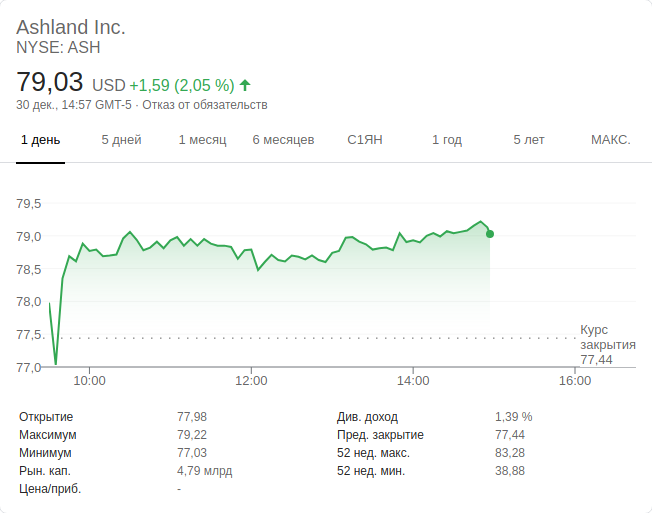 Ashland Inc.
NYSE: ASH
79,03 USD +1,59 (2,05 %)
30 дек., 14:57 GMT-5 · Отказ от обязательств
1 день 5 дней 1 месяц 6 месяцев С1ЯН 1 год 5 лет МАКС.
79,5
79,0
78,5
78,0
77,5
77,0
Курс
закрытия
77,44
10:00 12:00 14:00 16:00
Открытие 77,98 Див. доход 1,39 %
Максимум 79,22 Пред. закрытие 77,44
Минимум 77,03 52 нед. макс. 83,28
Рын. кап. 4,79 млрд 52 нед. мин. 38,88
Цена/приб. -